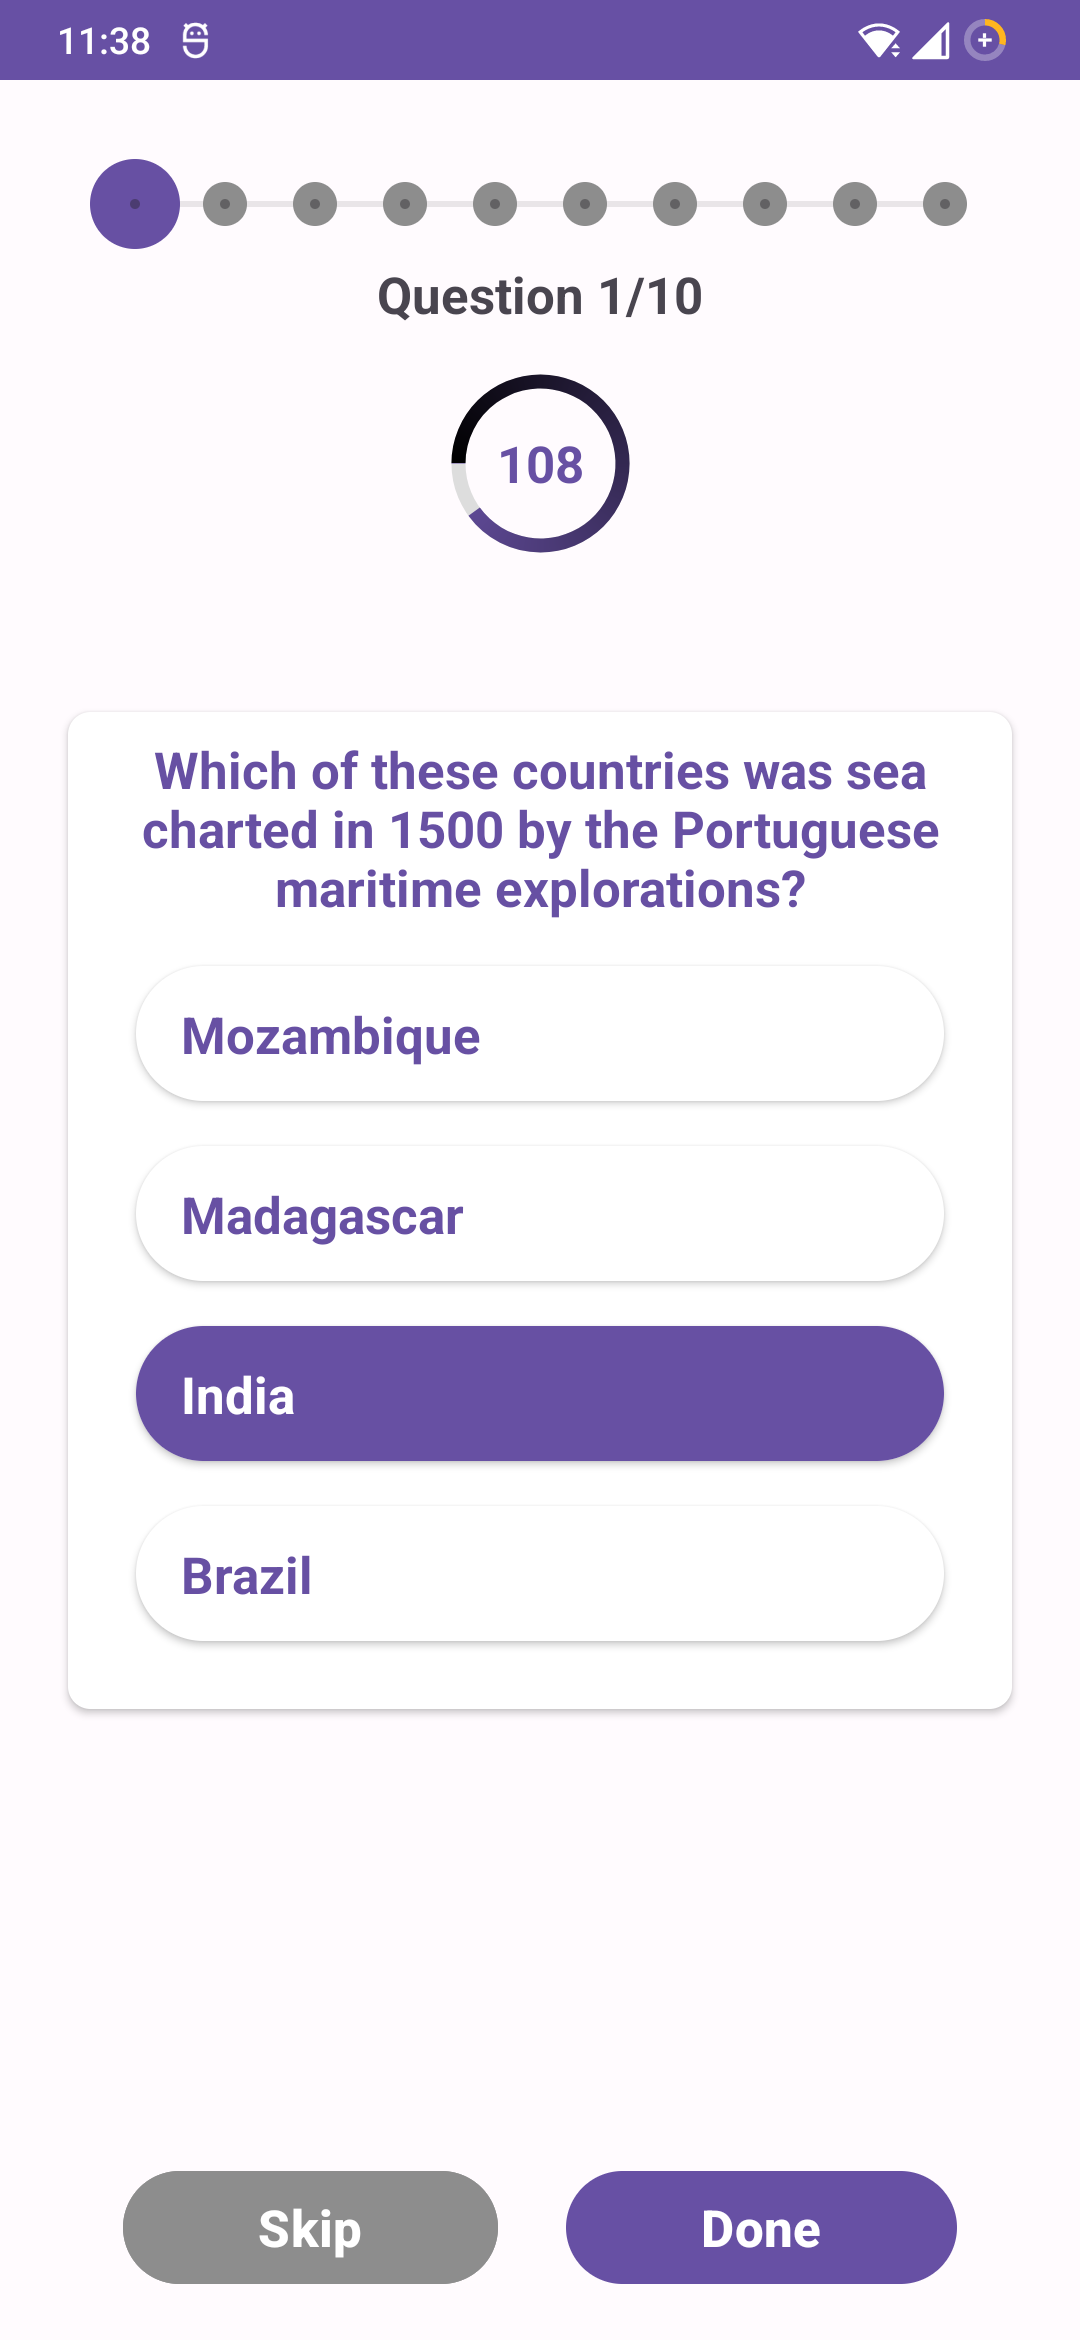 11:38
Question 1/10
108
Which of these countries was sea
charted in 1500 by the Portuguese
maritime explorations?
Mozambique
Madagascar
India
Brazil
Skip
Done